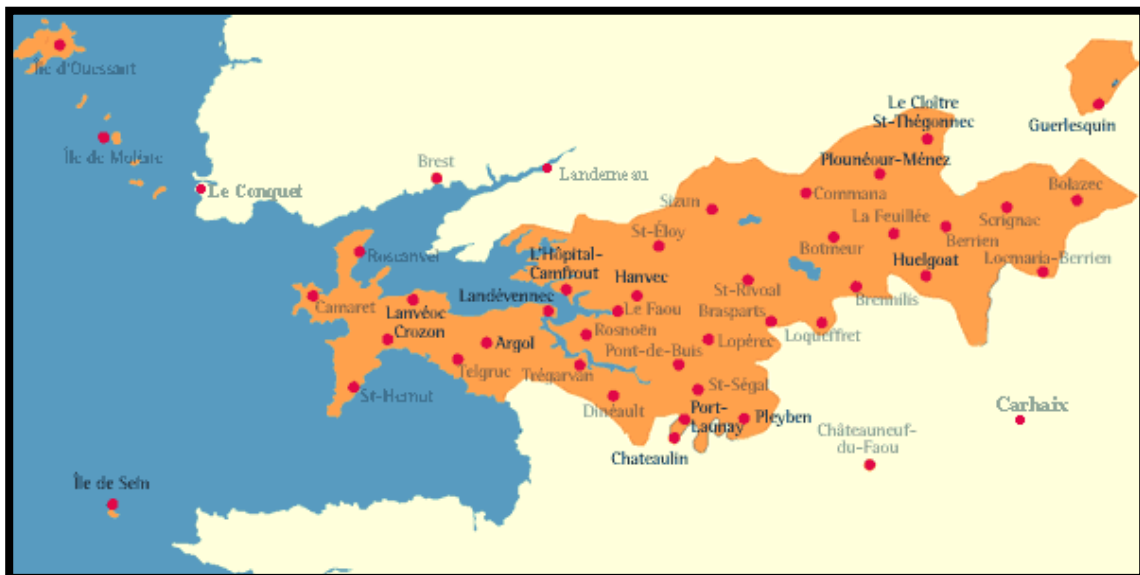 Île d'Ouessant
Île de Molène
Le Conquet
Brest
Landerneau
Le Cloître
St-Thégonnec
Guerlesquin
Plounéour-Ménez
Commana
Sizun
Bolazec
Scrignac
La Feuillée
Berrien
St-Éloy
Botmeur
Roscanvel
L'Hôpital-
Camfrout
Hanvec
Huelgoat
Locmaria-Berrien
St-Rivoal
Brennilis
Camaret
Landévennec
Lanvéoc
Le Faou
Brasparts
Crozon
Argol
Rosnoën
Loqueffret
Pont-de-Buis
Lopérec
Telgruc
Trégarvan
St-Hernot
St-Ségal
Dinéault
Port-
Launay
Pleyben
Carhaix
Chateaulin
Châteauneuf-
du-Faou
Île de Sein